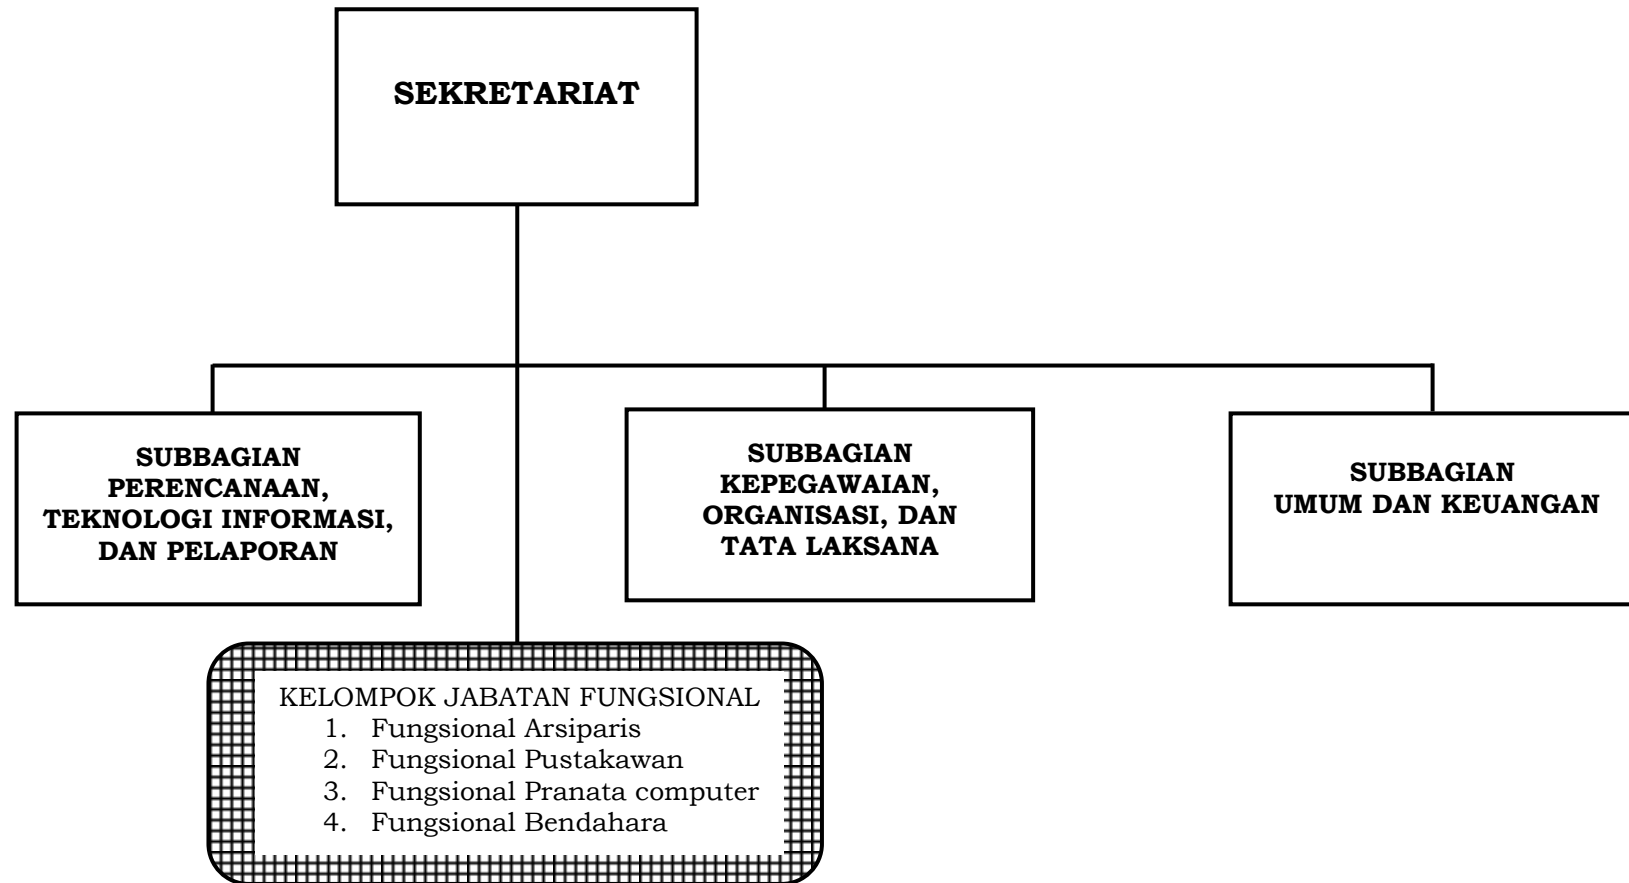 SEKRETARIAT
SUBBAGIAN
PERENCANAAN,
TEKNOLOGI INFORMASI,
DAN PELAPORAN
SUBBAGIAN
KEPEGAWAIAN,
ORGANISASI, DAN
TATA LAKSANA
SUBBAGIAN
UMUM DAN KEUANGAN
KELOMPOK JABATAN FUNGSIONAL
1. Fungsional Arsiparis
2. Fungsional Pustakawan
3. Fungsional Pranata computer
4. Fungsional Bendahara